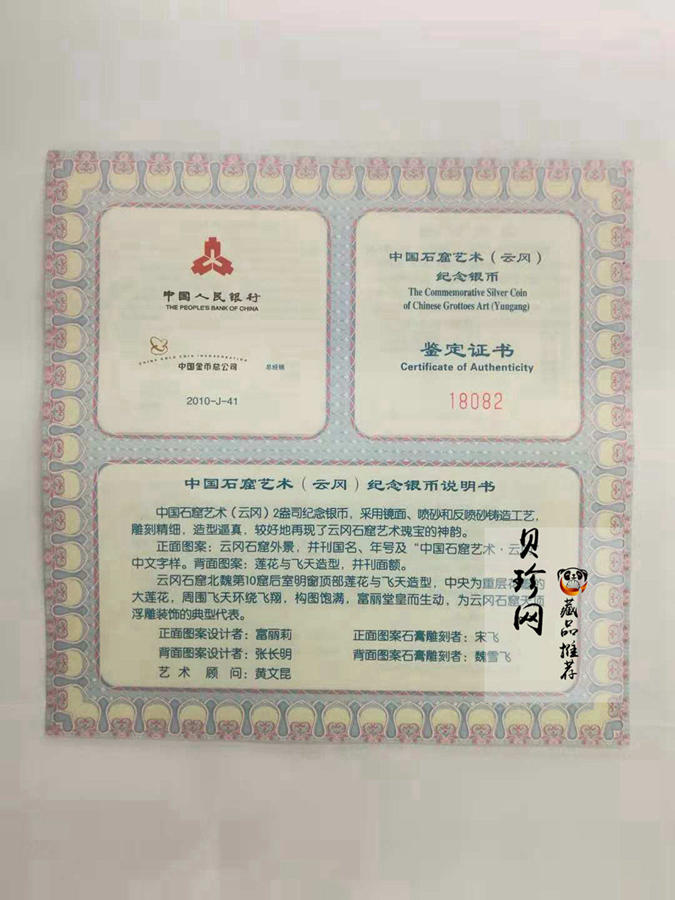 中国人民银行
THE PEOPLE'S BANK OF CHINA
CHINA GOLD COIN INCORPORATION
中国金币总公司 总经销
2010-J-41
中国石窟艺术（云冈）
纪念银币
The Commemorative Silver Coin
of Chinese Grottoes Art (Yungang)
鉴定证书
Certificate of Authenticity
18082
中国石窟艺术（云冈）纪念银币说明书
中国石窟艺术（云冈）2盎司纪念银币，采用镜面、喷砂和反喷砂铸造工艺，
雕刻精细，造型逼真，较好地再现了云冈石窟艺术瑰宝的神韵。
正面图案：云冈石窟外景，并刊国名、年号及“中国石窟艺术·云
中文字样。背面图案：莲花与飞天造型，并刊面额。
云冈石窟北魏第10窟后室明窗顶部莲花与飞天造型，中央为重层
大莲花，周围飞天环绕飞翔，构图饱满，富丽堂皇而生动，为云冈石窟
浮雕装饰的典型代表。
正面图案设计者：富丽莉 正面图案石膏雕刻者：宋飞
背面图案设计者：张长明 背面图案石膏雕刻者：魏雪飞
艺术顾问：黄文昆
贝珍网
藏品推荐